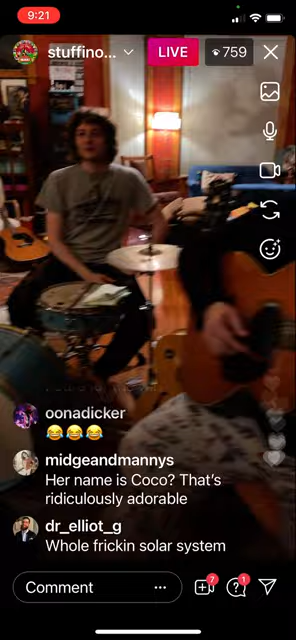 9:21
stuffino...
LIVE
759
oonadicker
😂😂😂
midgeandmannys
Her name is Coco? That's
ridiculously adorable
dr_elliot_g
Whole frickin solar system
Comment
7
1